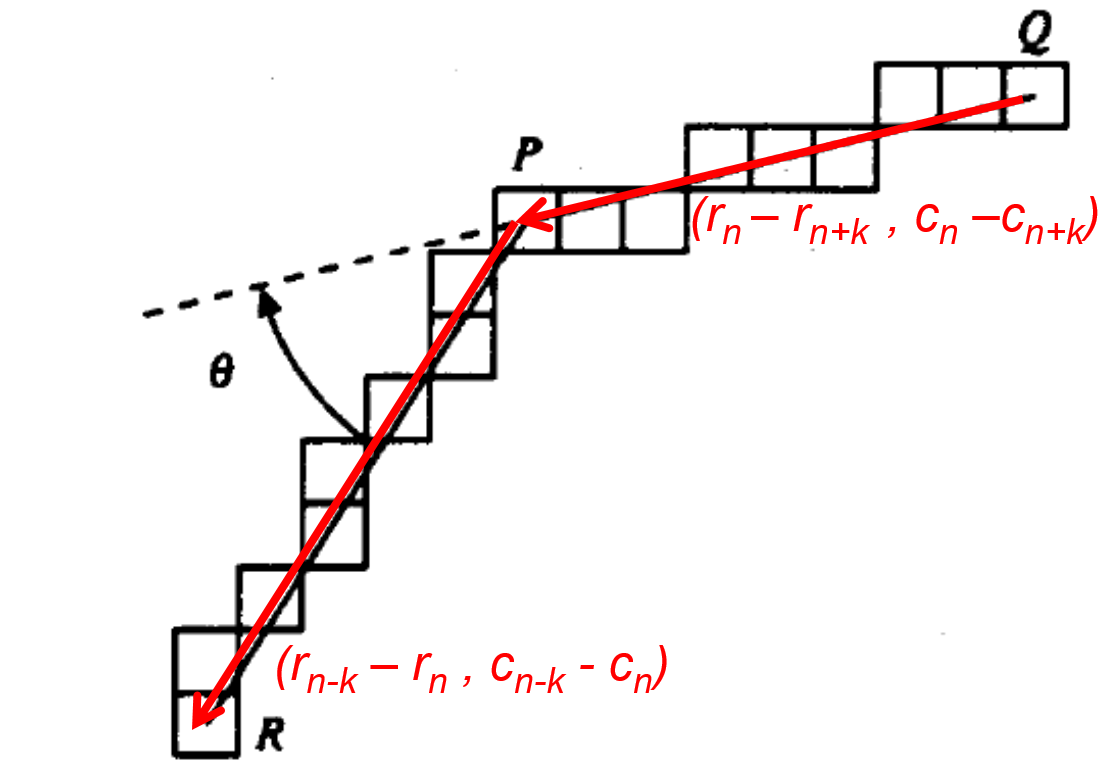 Q
P
(rₙ – rₙ₊ₖ , cₙ –cₙ₊ₖ)
θ
(rₙ₋ₖ – rₙ , cₙ₋ₖ - cₙ)
R